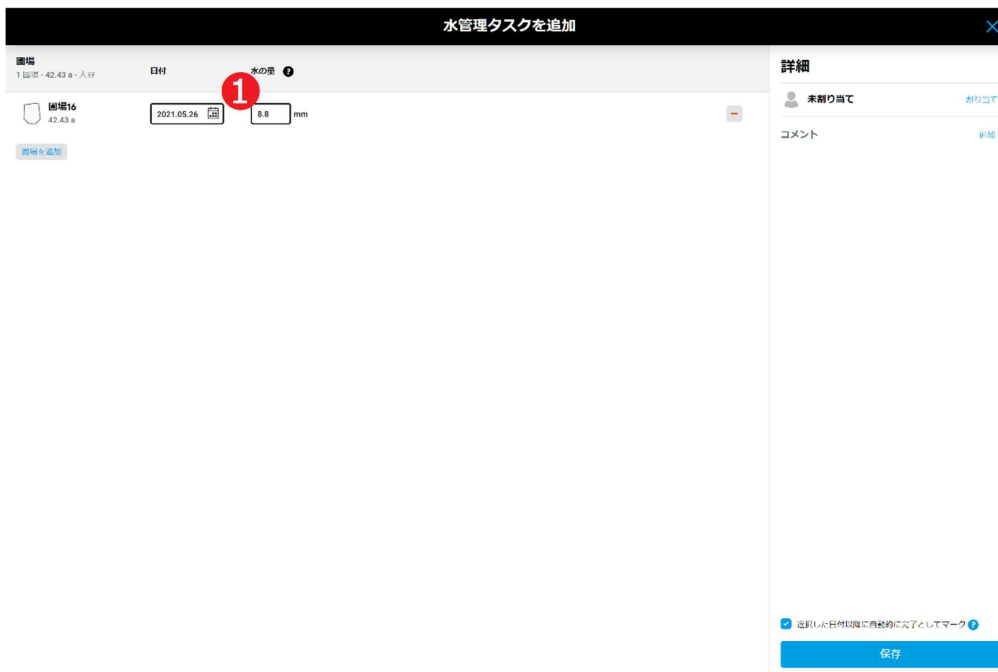 水管理タスクを追加
圃場 日付 水の量 ?
1 圃場 - 42.43 a - 大豆
1
圃場16
42.43 a
2021.05.26
8.8 mm
圃場を追加
詳細
未割り当て 割り当て
コメント 追加
選択した日付以降に自動的に完了としてマーク ?
保存